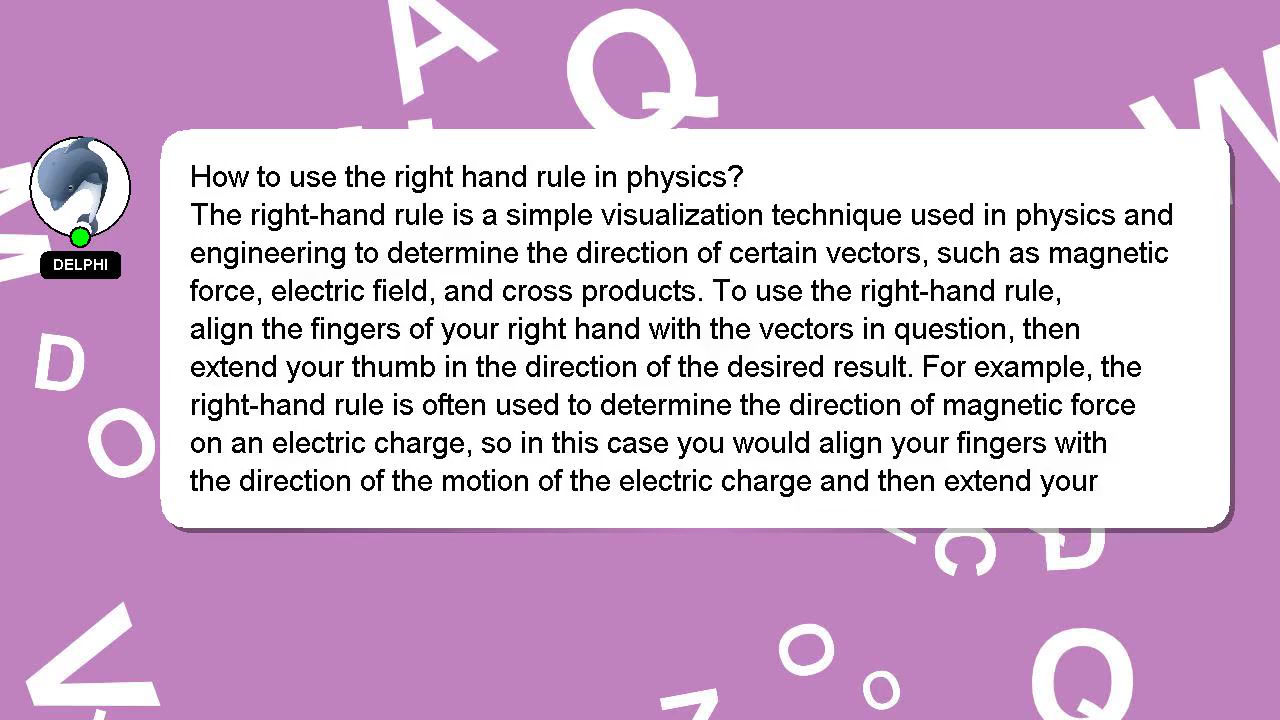 How to use the right hand rule in physics?
The right-hand rule is a simple visualization technique used in physics and
engineering to determine the direction of certain vectors, such as magnetic
force, electric field, and cross products. To use the right-hand rule,
align the fingers of your right hand with the vectors in question, then
extend your thumb in the direction of the desired result. For example, the
right-hand rule is often used to determine the direction of magnetic force
on an electric charge, so in this case you would align your fingers with
the direction of the motion of the electric charge and then extend your
DELPHI
A
Q
W
D
O
C
D
V
O
O
Q
Z